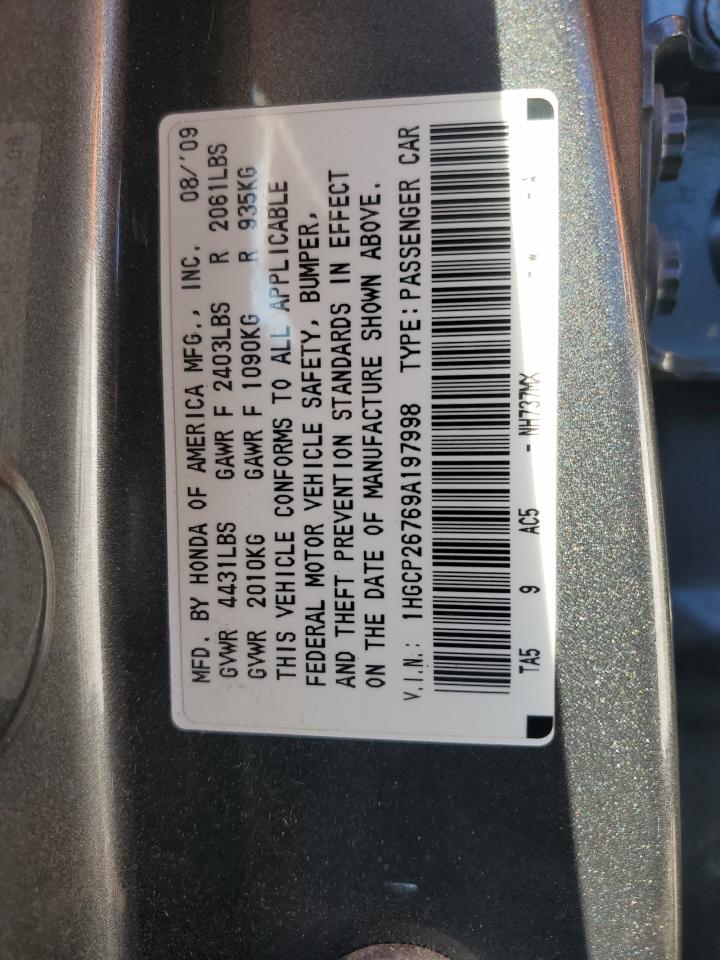 MFD. BY HONDA OF AMERICA MFG., INC. 08/'09
GVWR 4431LBS GAWR F 2403LBS R 2061LBS
GVWR 2010KG GAWR F 1090KG R 935KG
THIS VEHICLE CONFORMS TO ALL APPLICABLE
FEDERAL MOTOR VEHICLE SAFETY, BUMPER,
AND THEFT PREVENTION STANDARDS IN EFFECT
ON THE DATE OF MANUFACTURE SHOWN ABOVE.
V.I.N.: 1HGCP26769A197998 TYPE:PASSENGER CAR
TA5 9 AC5 - NH737MX - W - A